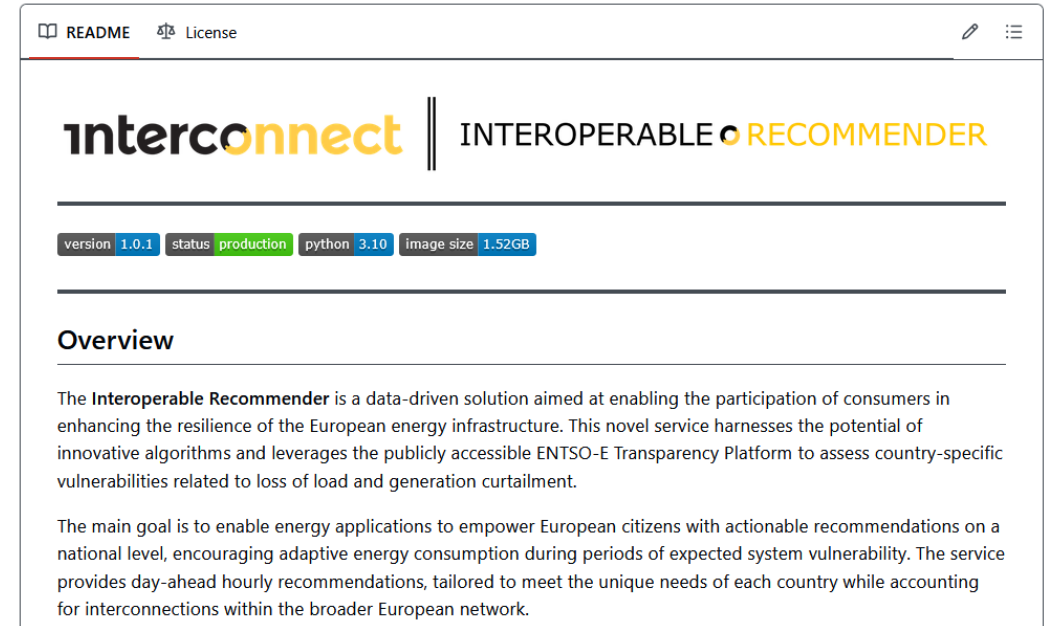 README License
interconnect INTEROPERABLE RECOMMENDER
version 1.0.1 status production python 3.10 image size 1.52GB
Overview
The Interoperable Recommender is a data-driven solution aimed at enabling the participation of consumers in
enhancing the resilience of the European energy infrastructure. This novel service harnesses the potential of
innovative algorithms and leverages the publicly accessible ENTSO-E Transparency Platform to assess country-specific
vulnerabilities related to loss of load and generation curtailment.
The main goal is to enable energy applications to empower European citizens with actionable recommendations on a
national level, encouraging adaptive energy consumption during periods of expected system vulnerability. The service
provides day-ahead hourly recommendations, tailored to meet the unique needs of each country while accounting
for interconnections within the broader European network.